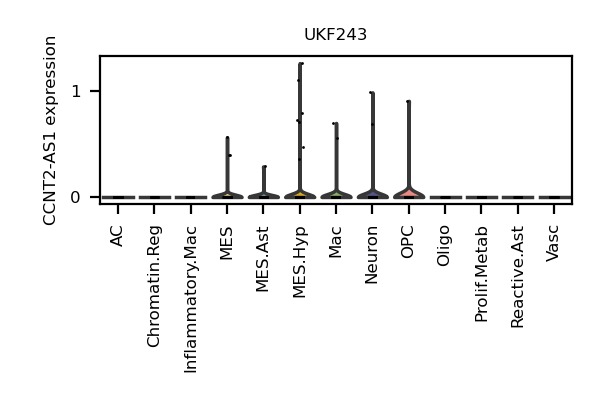 UKF243
CCNT2-AS1 expression
1
0
AC
Chromatin.Reg
Inflammatory.Mac
MES
MES.Ast
MES.Hyp
Mac
Neuron
OPC
Oligo
Prolif.Metab
Reactive.Ast
Vasc